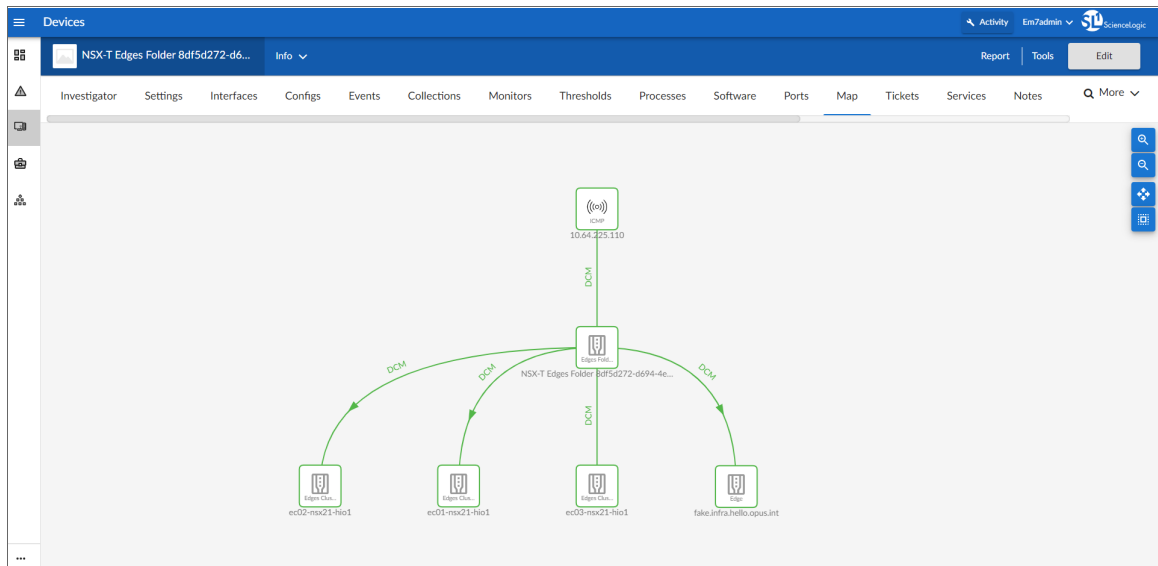 Devices
Activity
Em7admin
SL1 ScienceLogic
NSX-T Edges Folder 8df5d272-d6...
Info
Report
Tools
Edit
Investigator
Settings
Interfaces
Configs
Events
Collections
Monitors
Thresholds
Processes
Software
Ports
Map
Tickets
Services
Notes
More
ICMP
10.64.225.110
DCM
Edges Fold...
NSX-T Edges Folder 8df5d272-d694-4e...
DCM
DCM
DCM
DCM
Edges Clus...
ec02-nsx21-hio1
Edges Clus...
ec01-nsx21-hio1
Edges Clus...
ec03-nsx21-hio1
Edge
fake.infra.hello.opus.int